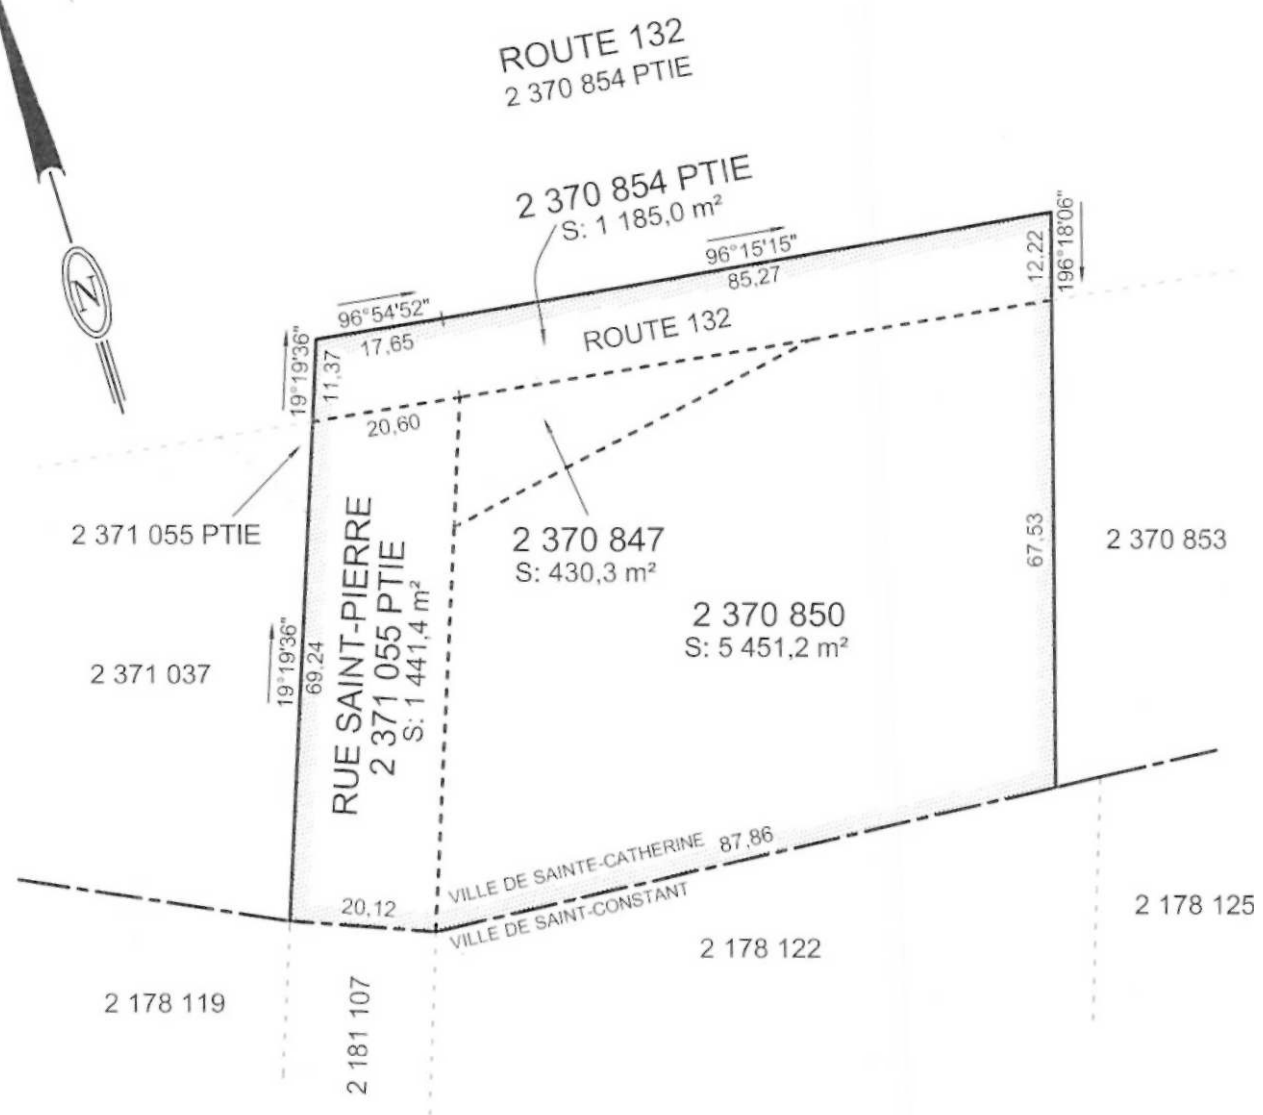 ROUTE 132
2 370 854 PTIE
2 370 854 PTIE
S: 1 185,0 m²
96°15'15"
85,27
12,22
196°18'06"
96°54'52"
17,65
19°19'36"
11,37
ROUTE 132
20,60
N
2 371 055 PTIE
RUE SAINT-PIERRE
2 371 055 PTIE
S: 1 441,4 m²
2 370 847
S: 430,3 m²
67,53
2 370 853
2 370 850
S: 5 451,2 m²
2 371 037
19°19'36"
69,24
VILLE DE SAINTE-CATHERINE
87,86
VILLE DE SAINT-CONSTANT
20,12
2 178 125
2 178 122
2 178 119
2 181 107